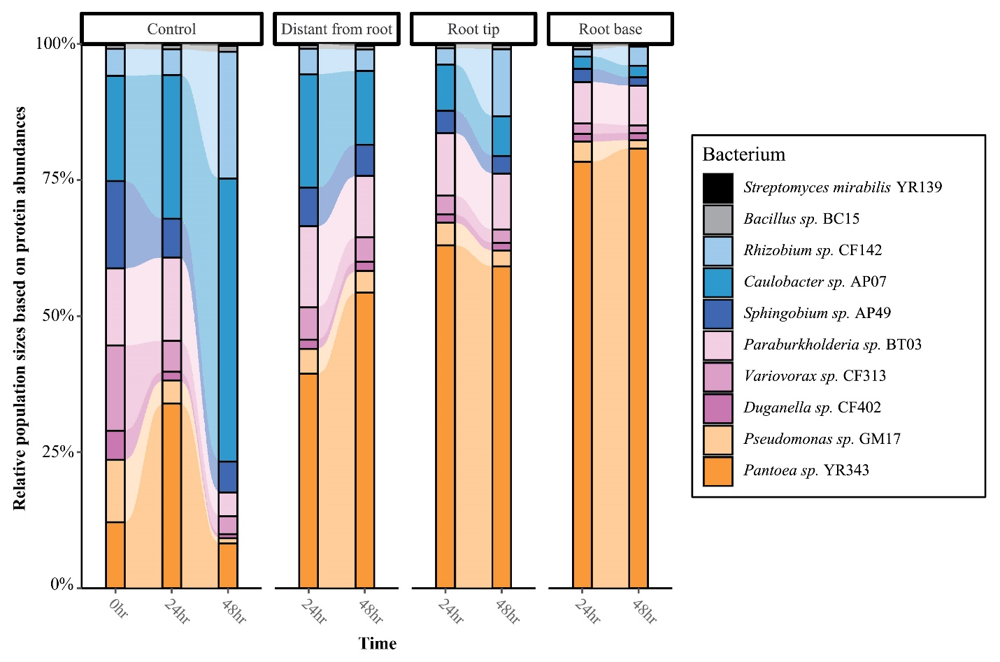 Control
Distant from root
Root tip
Root base
Relative population sizes based on protein abundances
100%
75%
50%
25%
0%
0hr
24hr
48hr
24hr
48hr
24hr
48hr
24hr
48hr
Time
Bacterium
Streptomyces mirabilis YR139
Bacillus sp. BC15
Rhizobium sp. CF142
Caulobacter sp. AP07
Sphingobium sp. AP49
Paraburkholderia sp. BT03
Variovorax sp. CF313
Duganella sp. CF402
Pseudomonas sp. GM17
Pantoea sp. YR343